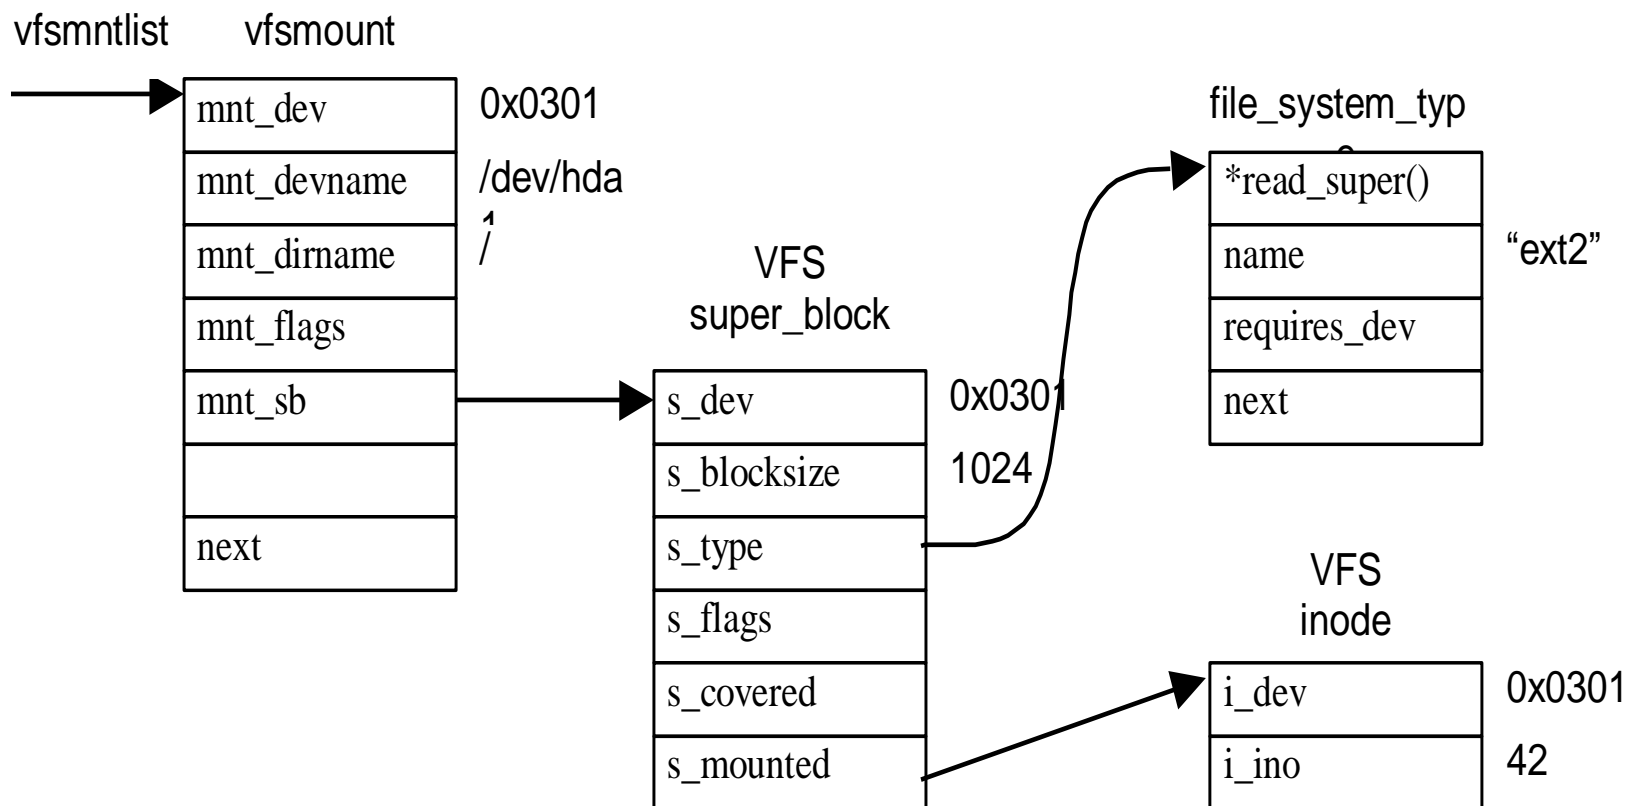 vfsmntlist
vfsmount
mnt_dev
0x0301
mnt_devname
/dev/hda
mnt_dirname
/
mnt_flags
mnt_sb
next
VFS
super_block
s_dev
0x0301
s_blocksize
1024
s_type
s_flags
s_covered
s_mounted
file_system_typ
*read_super()
name
“ext2”
requires_dev
next
VFS
inode
i_dev
0x0301
i_ino
42